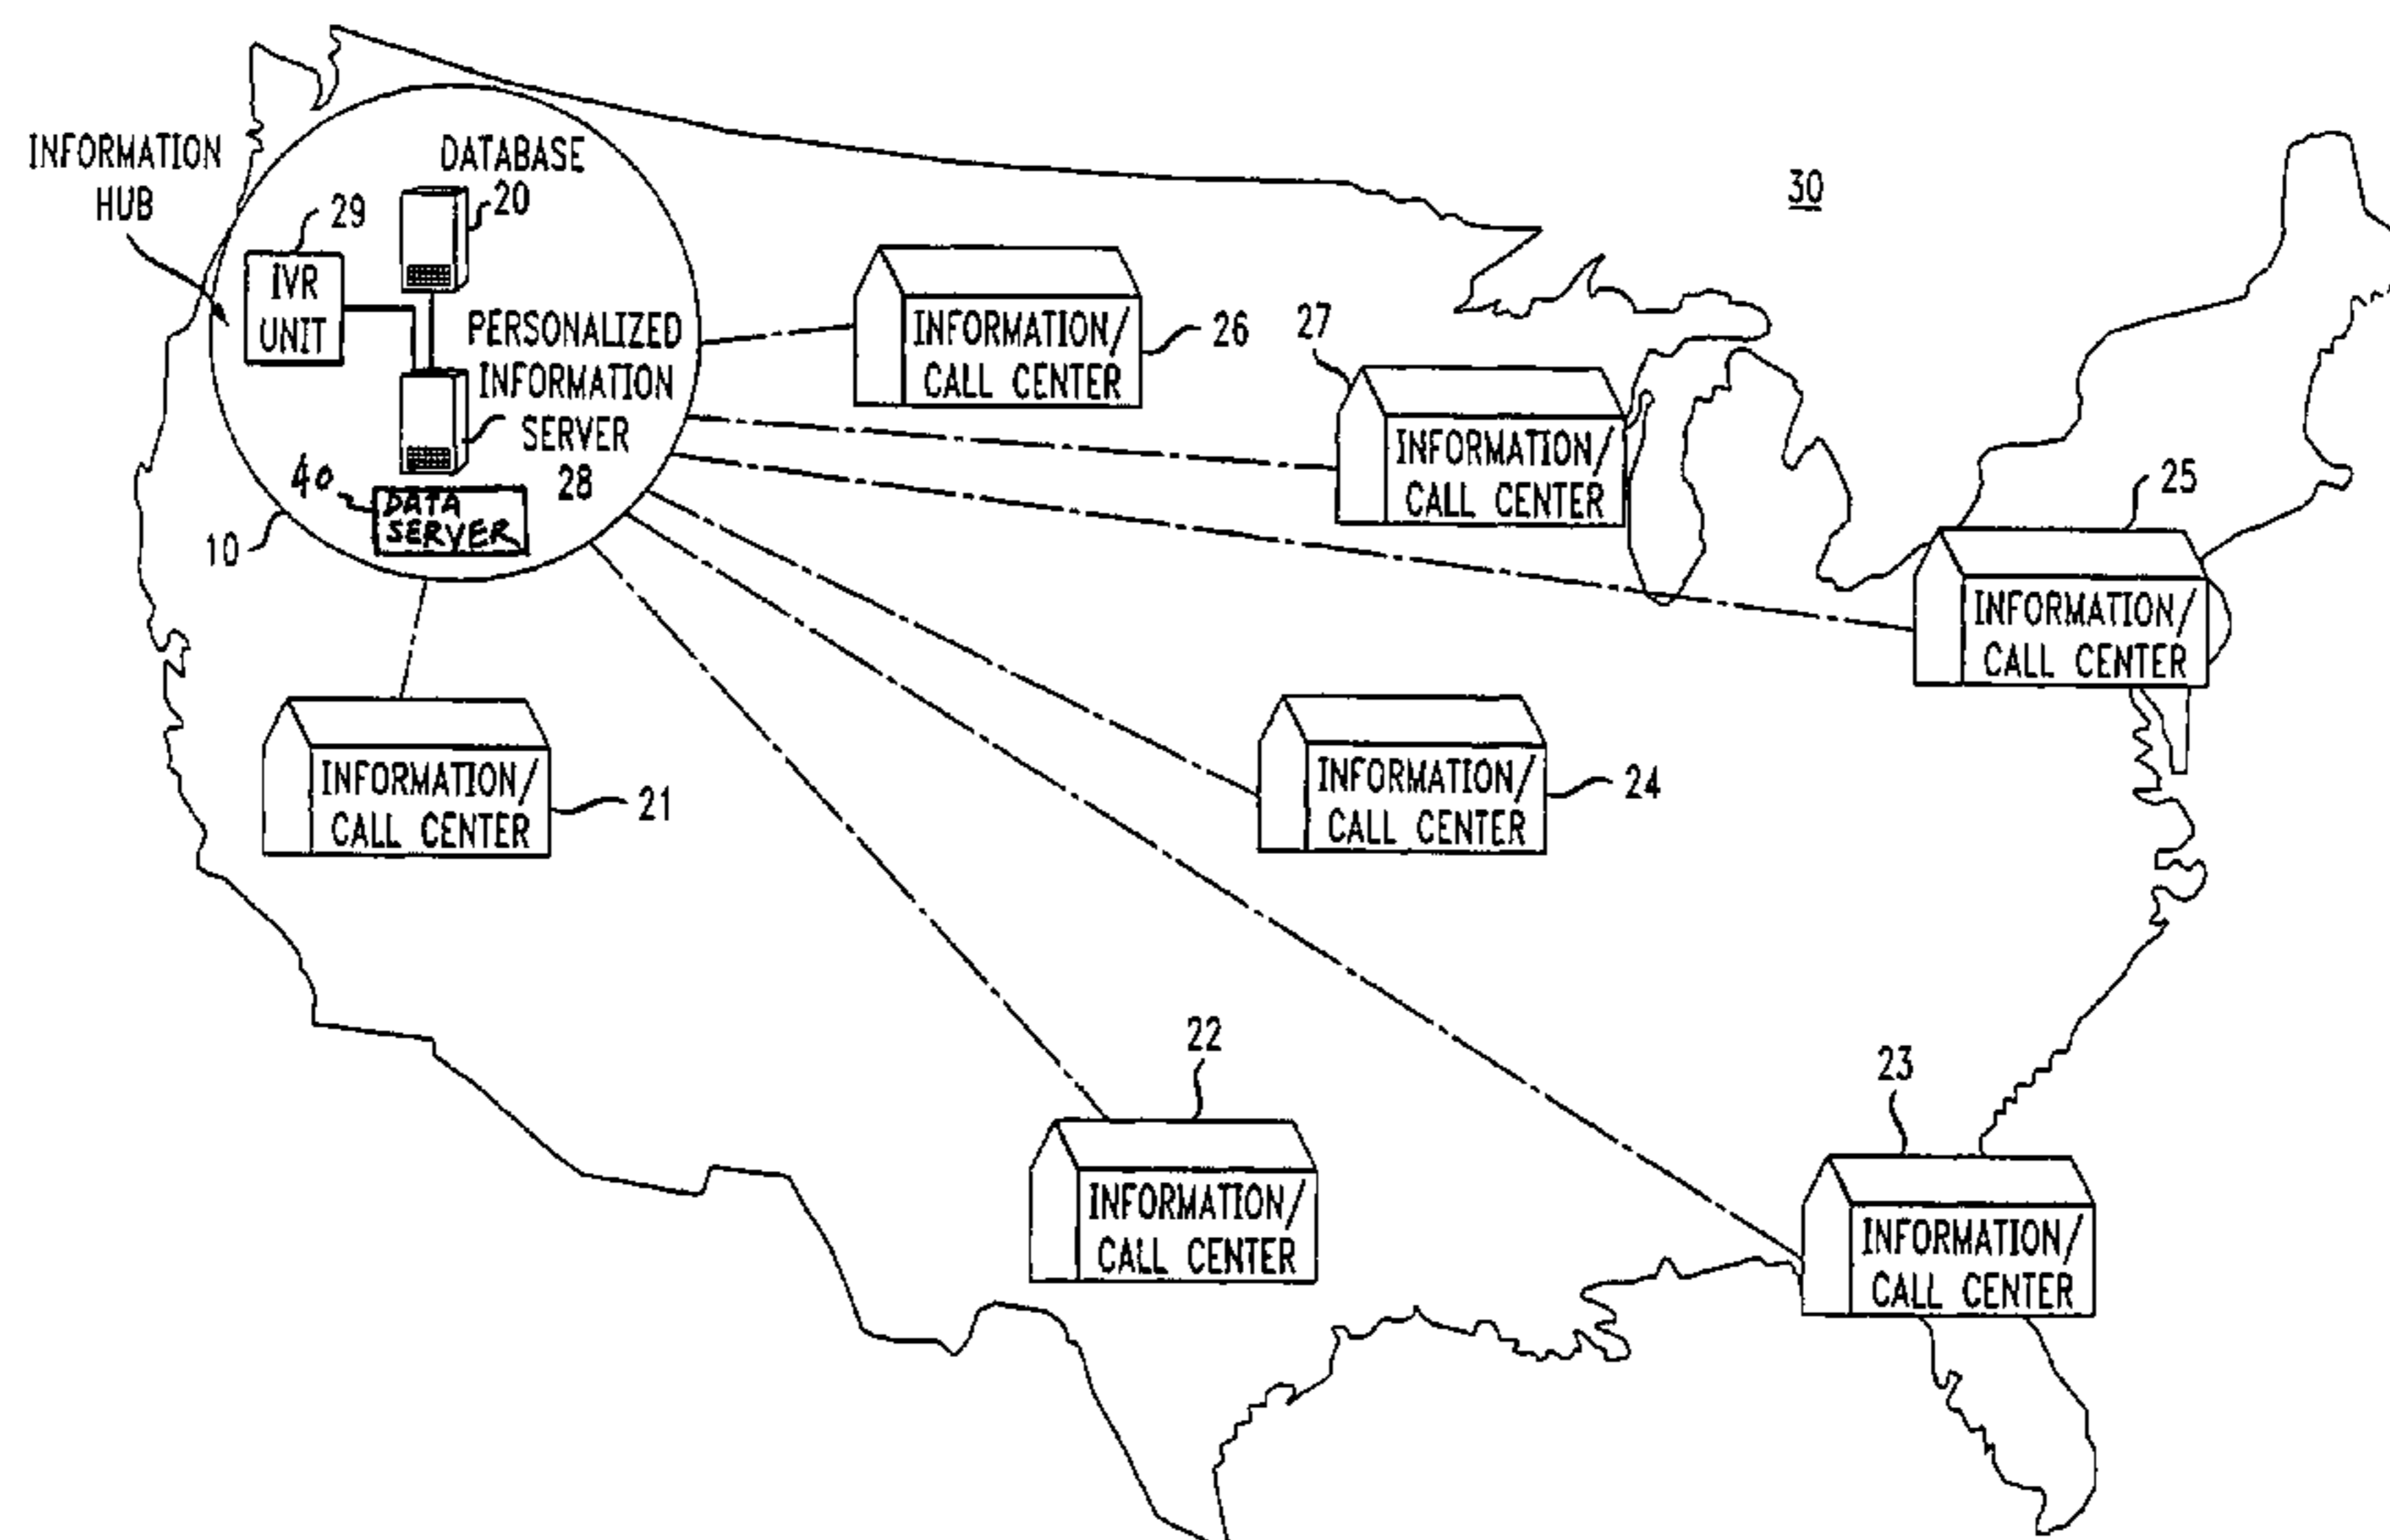 INFORMATION
HUB
DATABASE
20
29
IVR
UNIT
PERSONALIZED
INFORMATION
SERVER
28
40
DATA
SERVER
10
30
INFORMATION/
CALL CENTER
26
27
INFORMATION/
CALL CENTER
25
INFORMATION/
CALL CENTER
INFORMATION/
CALL CENTER
21
INFORMATION/
CALL CENTER
24
22
INFORMATION/
CALL CENTER
23
INFORMATION/
CALL CENTER